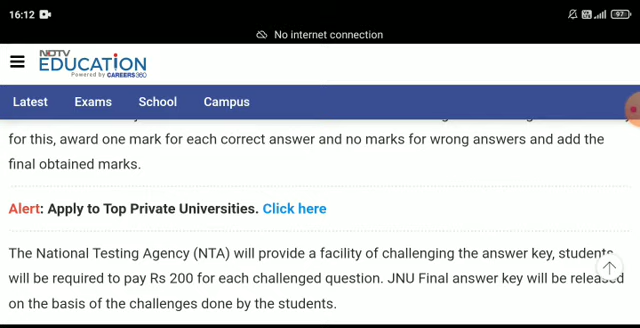 16:12
97
No internet connection
NDTV
EDUCATION
Powered by CAREERS360
Latest Exams School Campus
for this, award one mark for each correct answer and no marks for wrong answers and add the
final obtained marks.
Alert: Apply to Top Private Universities. Click here
The National Testing Agency (NTA) will provide a facility of challenging the answer key, students
will be required to pay Rs 200 for each challenged question. JNU Final answer key will be released
on the basis of the challenges done by the students.